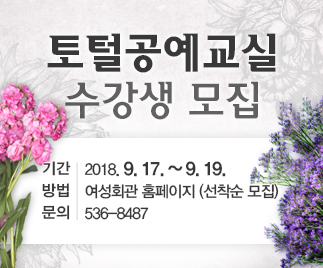 토털공예교실
수강생 모집
기간 2018. 9. 17. ~ 9. 19.
방법 여성회관 홈페이지 (선착순 모집)
문의 536-8487